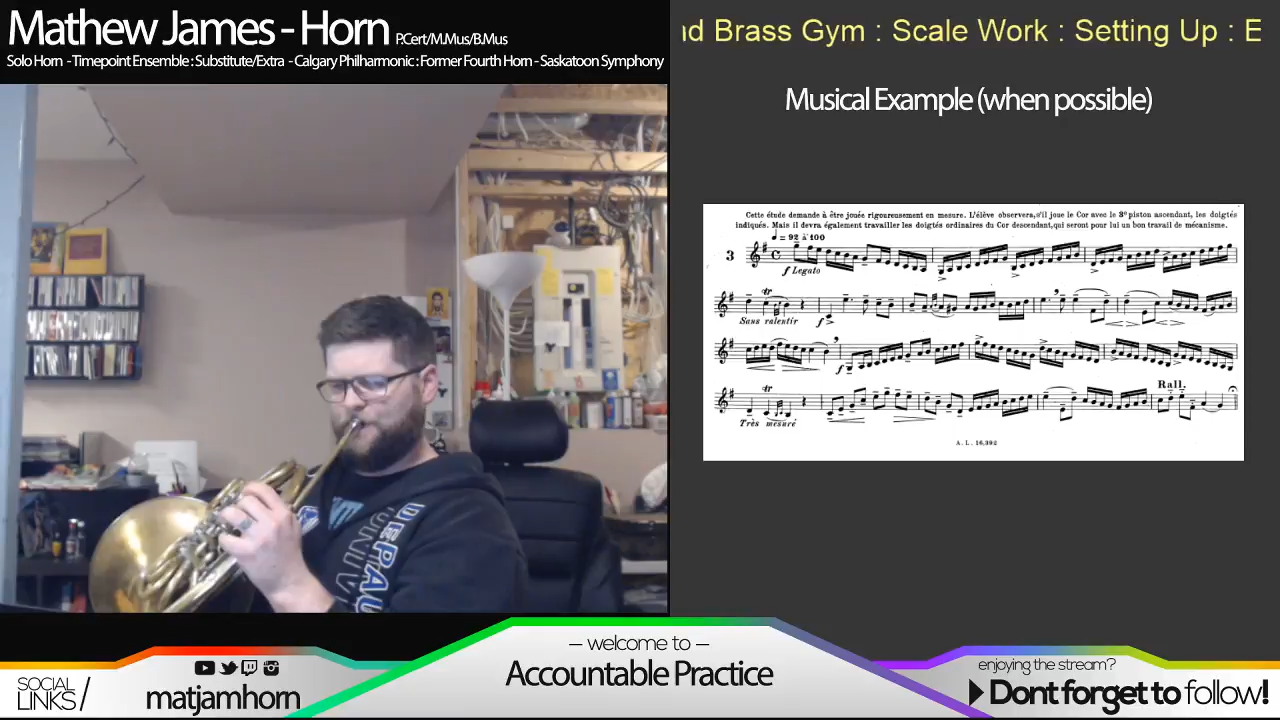 Mathew James - Horn P.Cert/M.Mus/B.Mus
Solo Horn - Timepoint Ensemble : Substitute/Extra - Calgary Philharmonic : Former Fourth Horn - Saskatoon Symphony
nd Brass Gym : Scale Work : Setting Up : E
Musical Example (when possible)
Cette étude demande à être jouée rigoureusement en mesure. L'élève observera, s'il joue le Cor avec le 3e piston ascendant, les doigtés
indiqués. Mais il devra également travailler les doigtés ordinaires du Cor descendant, qui seront pour lui un bon travail de mécanisme.
♩ = 92 à 100
3
f Legato
tr
Sans ralentir f
f
tr Rall.
Très mesuré
A. L. 16,392
DEPAUL
UNIV
— welcome to —
Accountable Practice
SOCIAL
LINKS /
matjamhorn
enjoying the stream?
Dont forget to follow!